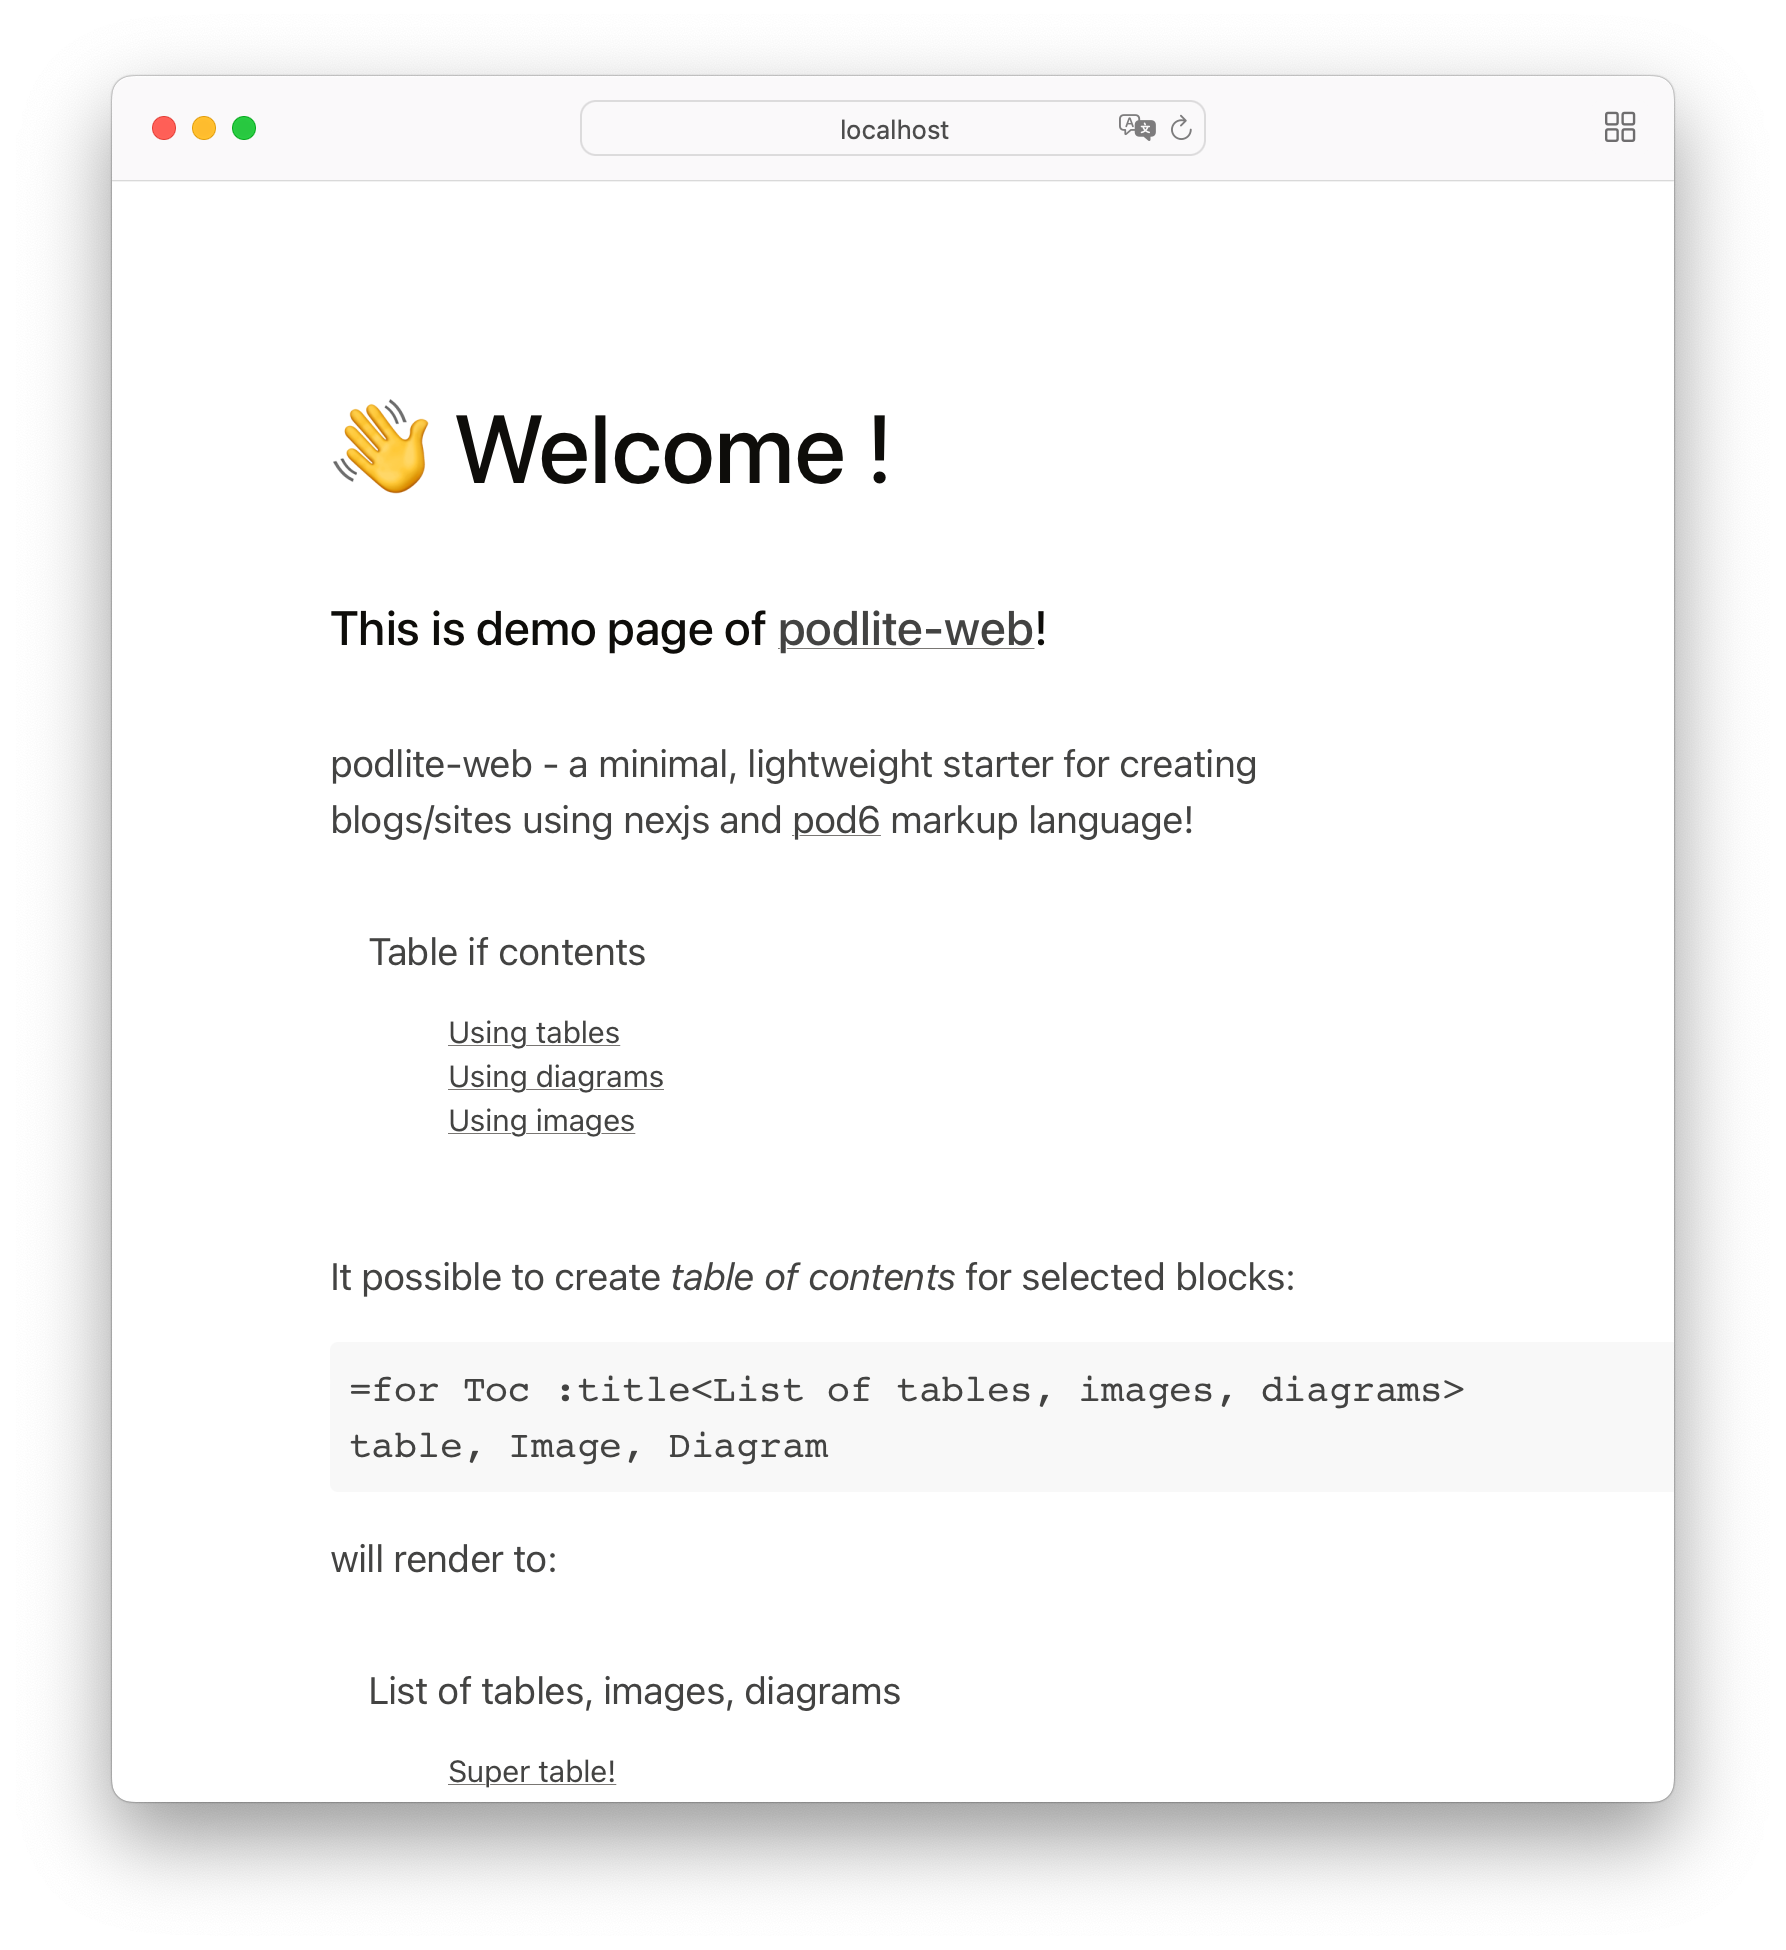 localhost
👋 Welcome !
This is demo page of podlite-web!
podlite-web - a minimal, lightweight starter for creating
blogs/sites using nexjs and pod6 markup language!
Table if contents
Using tables
Using diagrams
Using images
It possible to create table of contents for selected blocks:
=for Toc :title<List of tables, images, diagrams>
table, Image, Diagram
will render to:
List of tables, images, diagrams
Super table!